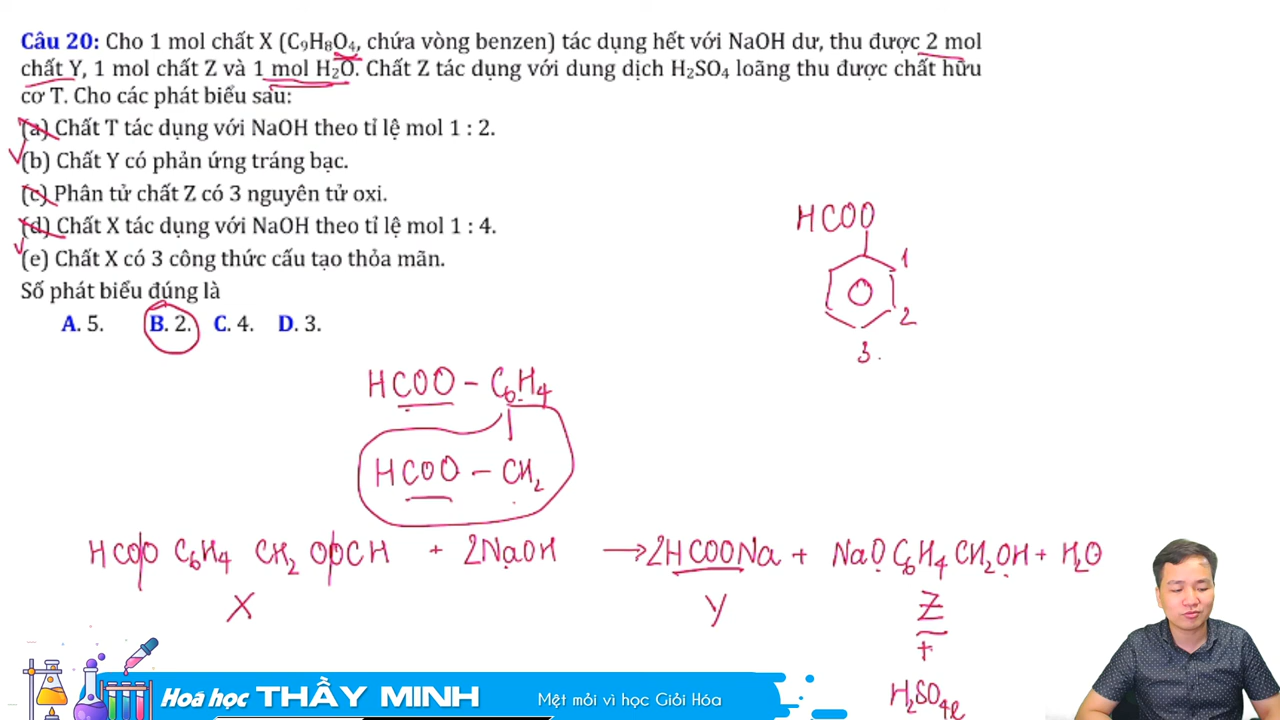 Câu 20: Cho 1 mol chất X (C₉H₈O₄, chứa vòng benzen) tác dụng hết với NaOH dư, thu được 2 mol
chất Y, 1 mol chất Z và 1 mol H₂O. Chất Z tác dụng với dung dịch H₂SO₄ loãng thu được chất hữu
cơ T. Cho các phát biểu sau:
(a) Chất T tác dụng với NaOH theo tỉ lệ mol 1 : 2.
(b) Chất Y có phản ứng tráng bạc.
(c) Phân tử chất Z có 3 nguyên tử oxi.
(d) Chất X tác dụng với NaOH theo tỉ lệ mol 1 : 4.
(e) Chất X có 3 công thức cấu tạo thỏa mãn.
Số phát biểu đúng là
A. 5. B. 2. C. 4. D. 3.
HCOO
1
2
3
HCOO - C₆H₄
HCOO - CH₂
HCOO C₆H₄ CH₂ OOCH + 2NaOH → 2HCOONa + NaO C₆H₄ CH₂OH + H₂O
X Y Z
+
H₂SO₄ℓ
Hoá học THẦY MINH Mệt mỏi vì học Giỏi Hóa